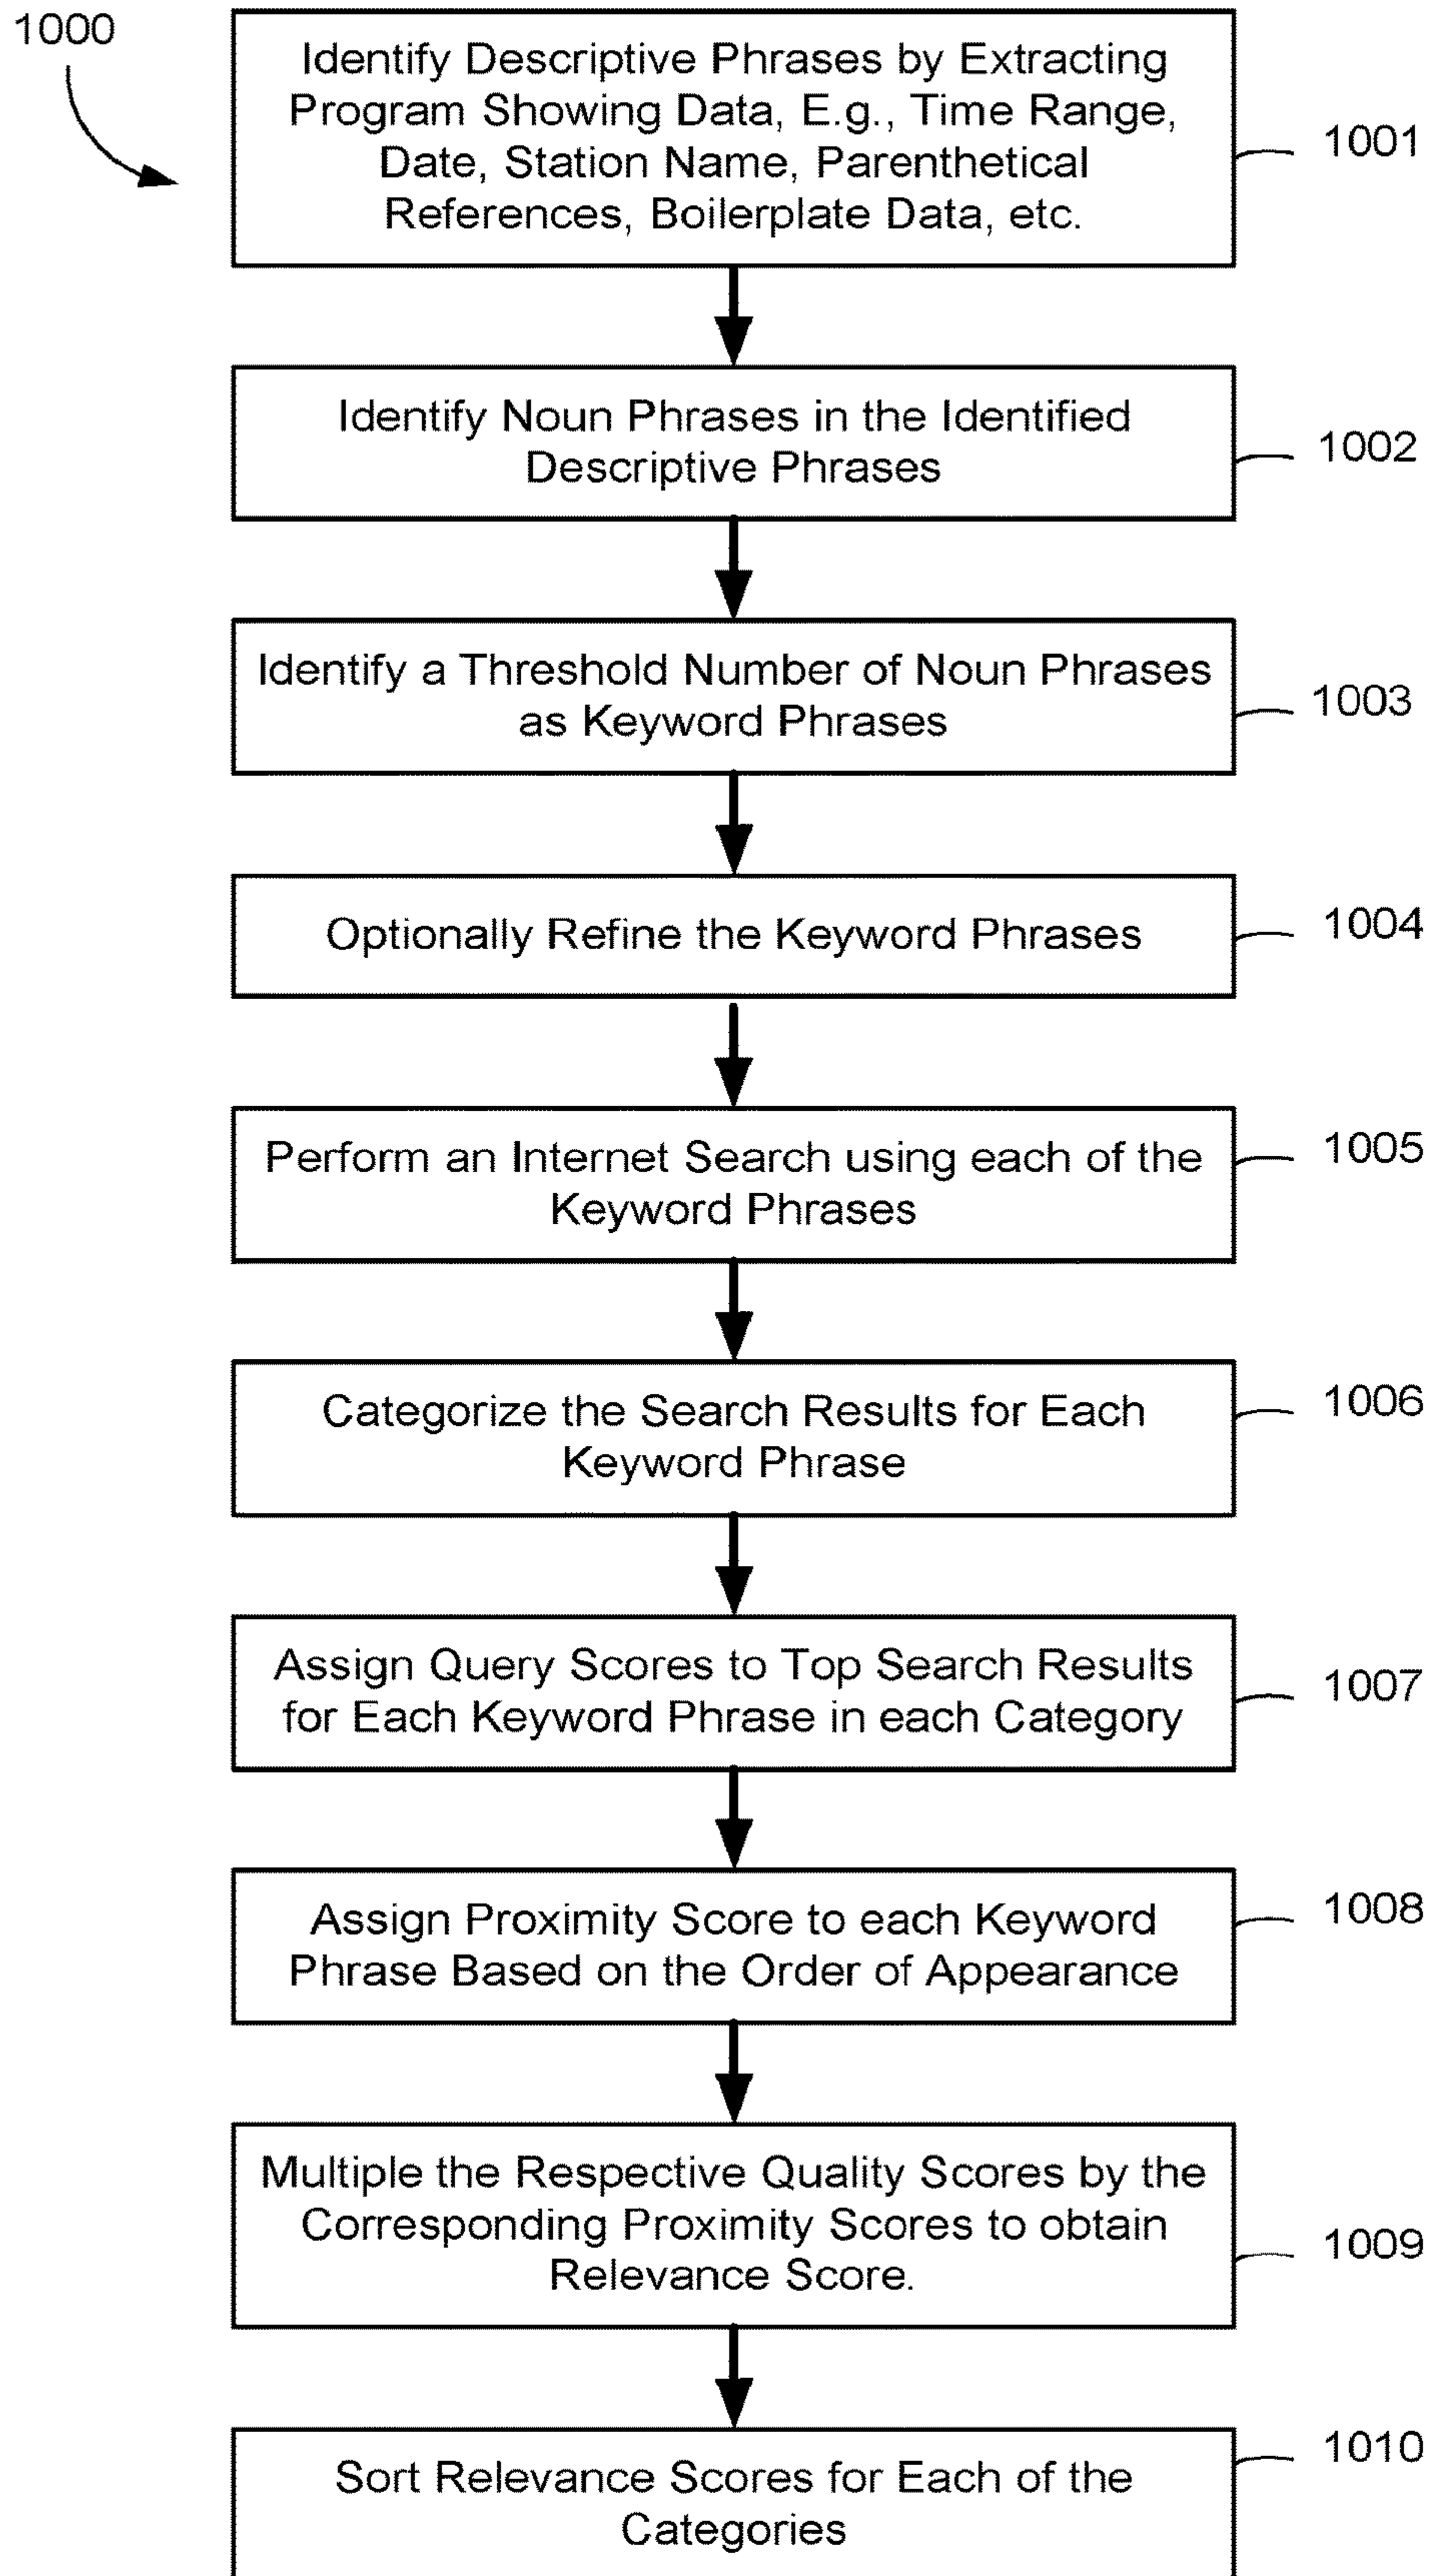 1000
Identify Descriptive Phrases by Extracting
Program Showing Data, E.g., Time Range,
Date, Station Name, Parenthetical
References, Boilerplate Data, etc.
1001
Identify Noun Phrases in the Identified
Descriptive Phrases
1002
Identify a Threshold Number of Noun Phrases
as Keyword Phrases
1003
Optionally Refine the Keyword Phrases
1004
Perform an Internet Search using each of the
Keyword Phrases
1005
Categorize the Search Results for Each
Keyword Phrase
1006
Assign Query Scores to Top Search Results
for Each Keyword Phrase in each Category
1007
Assign Proximity Score to each Keyword
Phrase Based on the Order of Appearance
1008
Multiple the Respective Quality Scores by the
Corresponding Proximity Scores to obtain
Relevance Score.
1009
Sort Relevance Scores for Each of the
Categories
1010